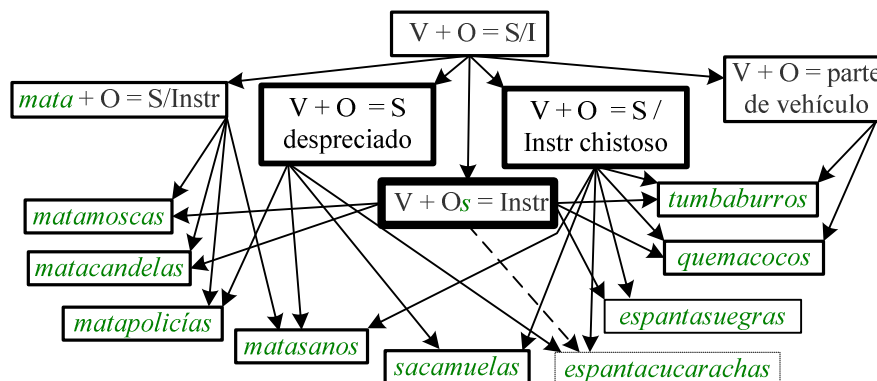 V + O = S/I
mata + O = S/Instr
V + O = S
despreciado
V + O = S /
Instr chistoso
V + O = parte
de vehículo
V + Os = Instr
matamoscas
tumbaburros
matacandelas
quemacocos
matapolicías
espantasuegras
matasanos
sacamuelas
espantacucarachas